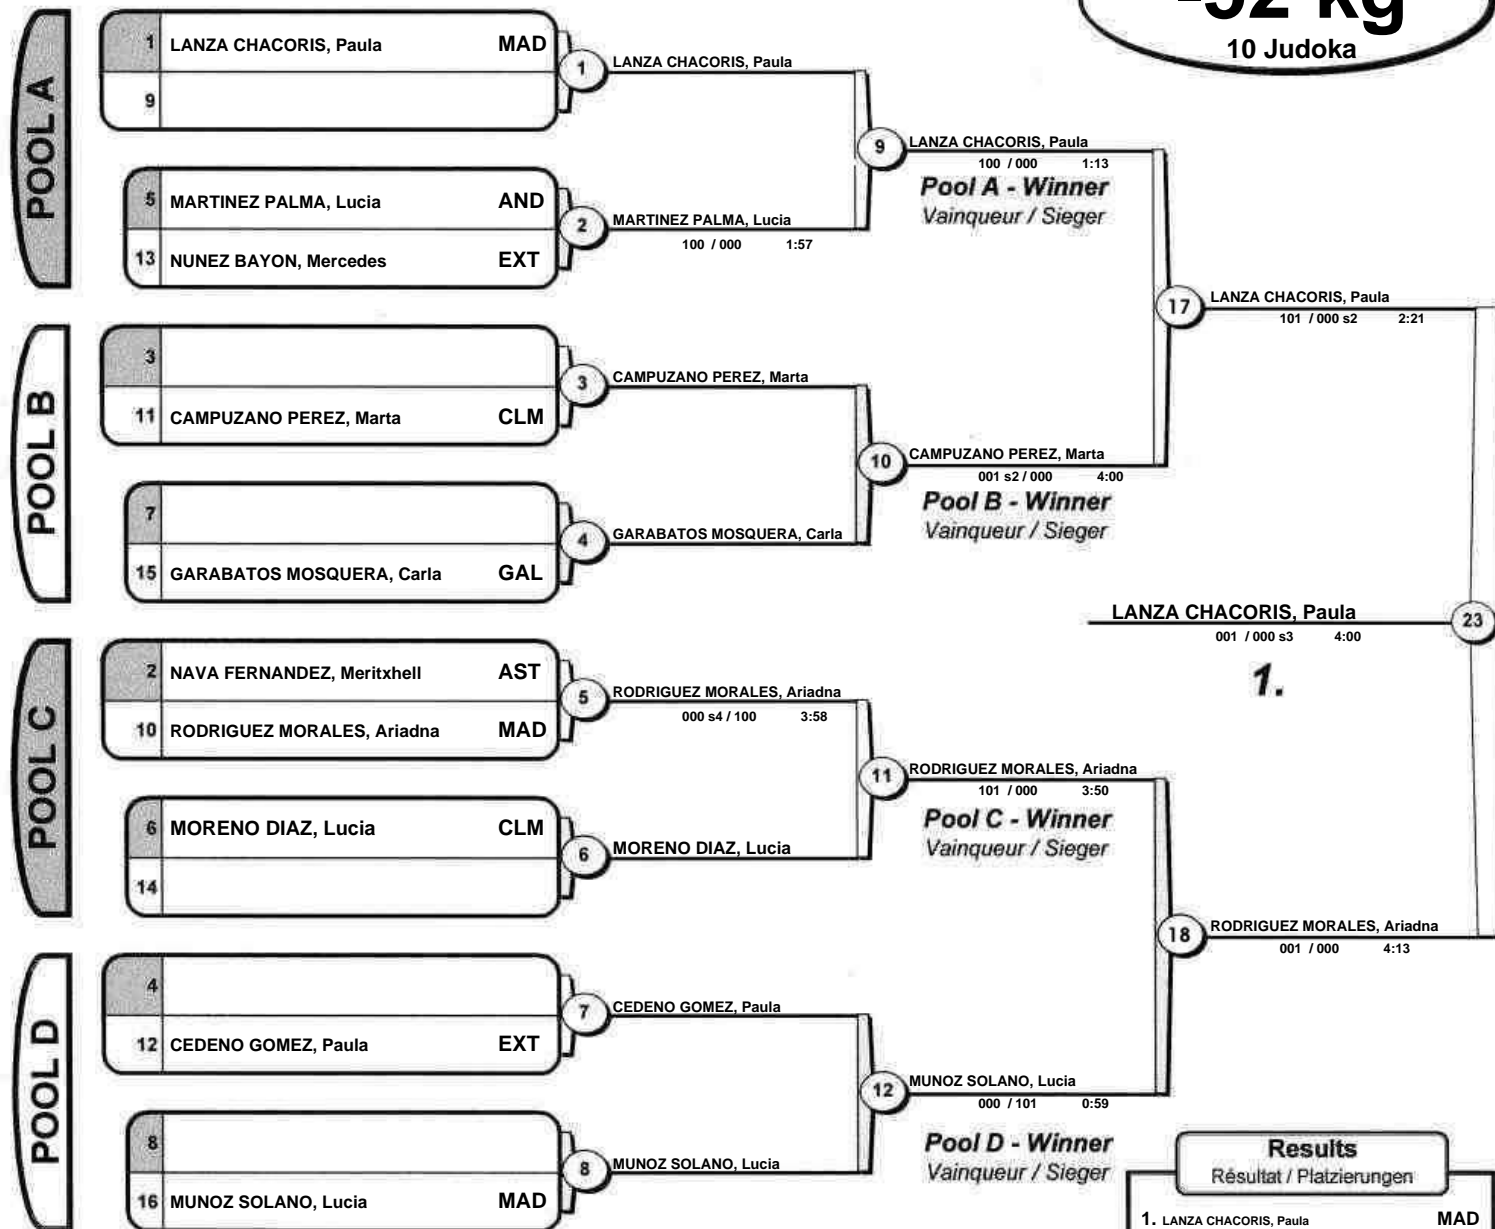 -52 kg
10 Judoka
POOL A
1 LANZA CHACORIS, Paula MAD
9
1
LANZA CHACORIS, Paula
5 MARTINEZ PALMA, Lucia AND
13 NUNEZ BAYON, Mercedes EXT
2
MARTINEZ PALMA, Lucia
100 / 000 1:57
9
LANZA CHACORIS, Paula
100 / 000 1:13
Pool A - Winner
Vainqueur / Sieger
POOL B
3
11 CAMPUZANO PEREZ, Marta CLM
3
CAMPUZANO PEREZ, Marta
7
15 GARABATOS MOSQUERA, Carla GAL
4
GARABATOS MOSQUERA, Carla
10
CAMPUZANO PEREZ, Marta
001 s2 / 000 4:00
Pool B - Winner
Vainqueur / Sieger
17
LANZA CHACORIS, Paula
101 / 000 s2 2:21
LANZA CHACORIS, Paula
001 / 000 s3 4:00
1.
23
POOL C
2 NAVA FERNANDEZ, Meritxhell AST
10 RODRIGUEZ MORALES, Ariadna MAD
5
RODRIGUEZ MORALES, Ariadna
000 s4 / 100 3:58
6 MORENO DIAZ, Lucia CLM
14
6
MORENO DIAZ, Lucia
11
RODRIGUEZ MORALES, Ariadna
101 / 000 3:50
Pool C - Winner
Vainqueur / Sieger
18
RODRIGUEZ MORALES, Ariadna
001 / 000 4:13
POOL D
4
12 CEDENO GOMEZ, Paula EXT
7
CEDENO GOMEZ, Paula
8
16 MUNOZ SOLANO, Lucia MAD
8
MUNOZ SOLANO, Lucia
12
MUNOZ SOLANO, Lucia
000 / 101 0:59
Pool D - Winner
Vainqueur / Sieger
Results
Résultat / Platzierungen
1. LANZA CHACORIS, Paula MAD